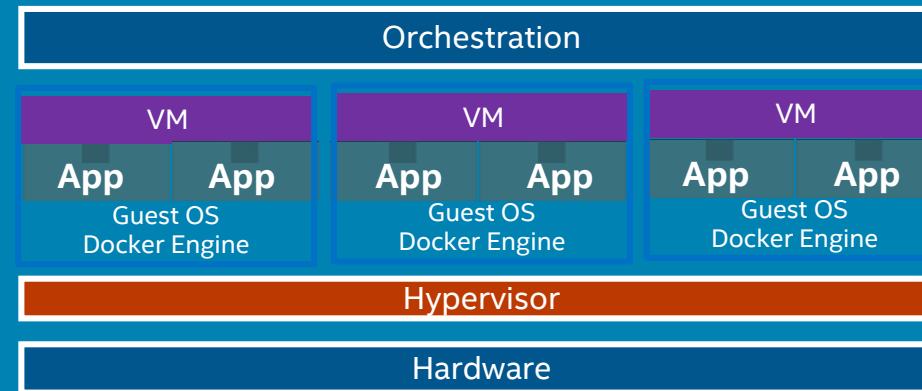 Orchestration
VM
VM
VM
App App
App App
App App
Guest OS
Docker Engine
Guest OS
Docker Engine
Guest OS
Docker Engine
Hypervisor
Hardware